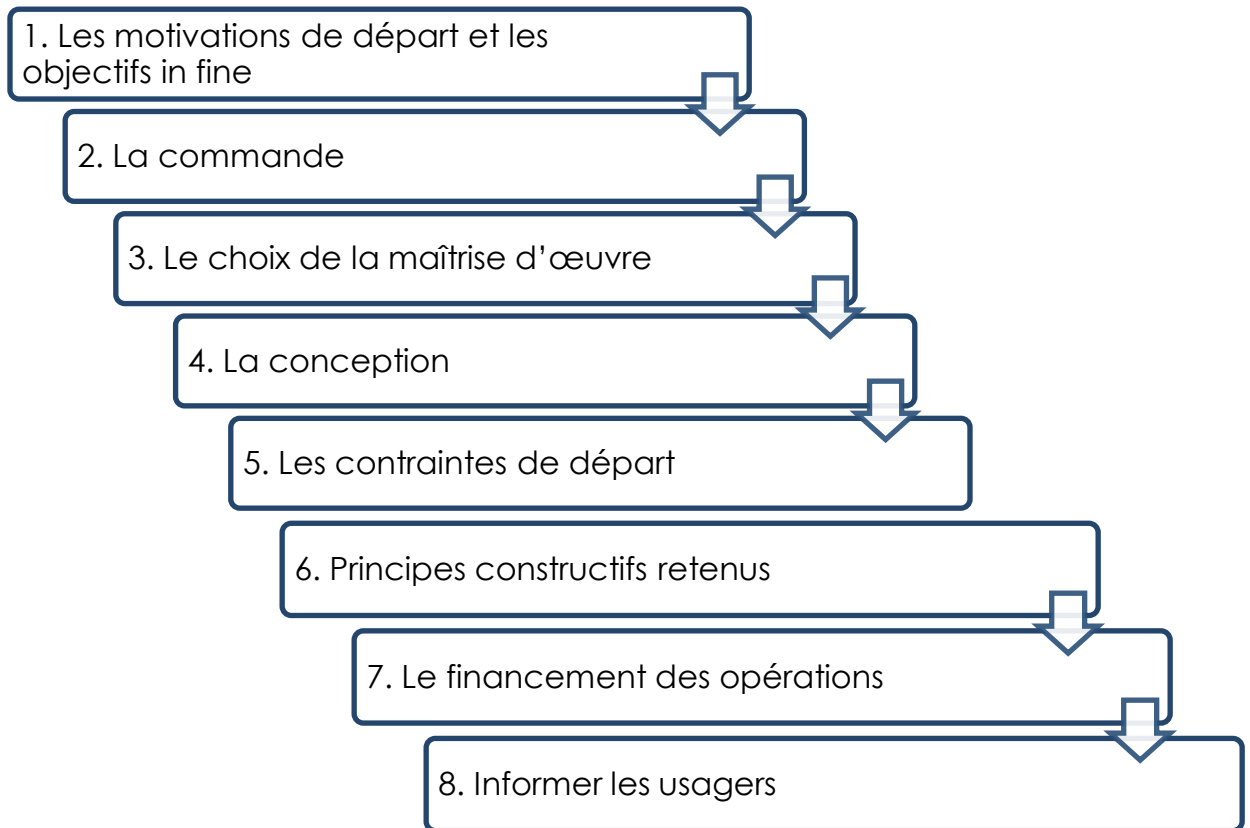 1. Les motivations de départ et les
objectifs in fine
2. La commande
3. Le choix de la maîtrise d’œuvre
4. La conception
5. Les contraintes de départ
6. Principes constructifs retenus
7. Le financement des opérations
8. Informer les usagers